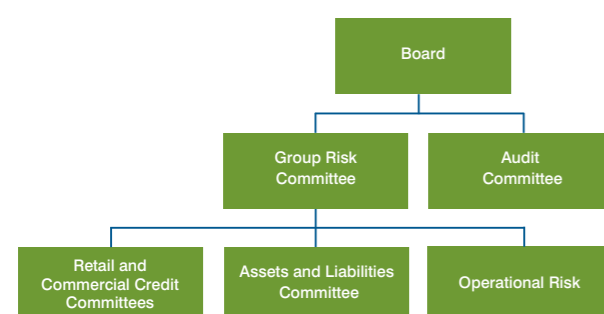 Board
Group Risk
Committee
Audit
Committee
Retail and
Commercial Credit
Committees
Assets and Liabilities
Committee
Operational Risk